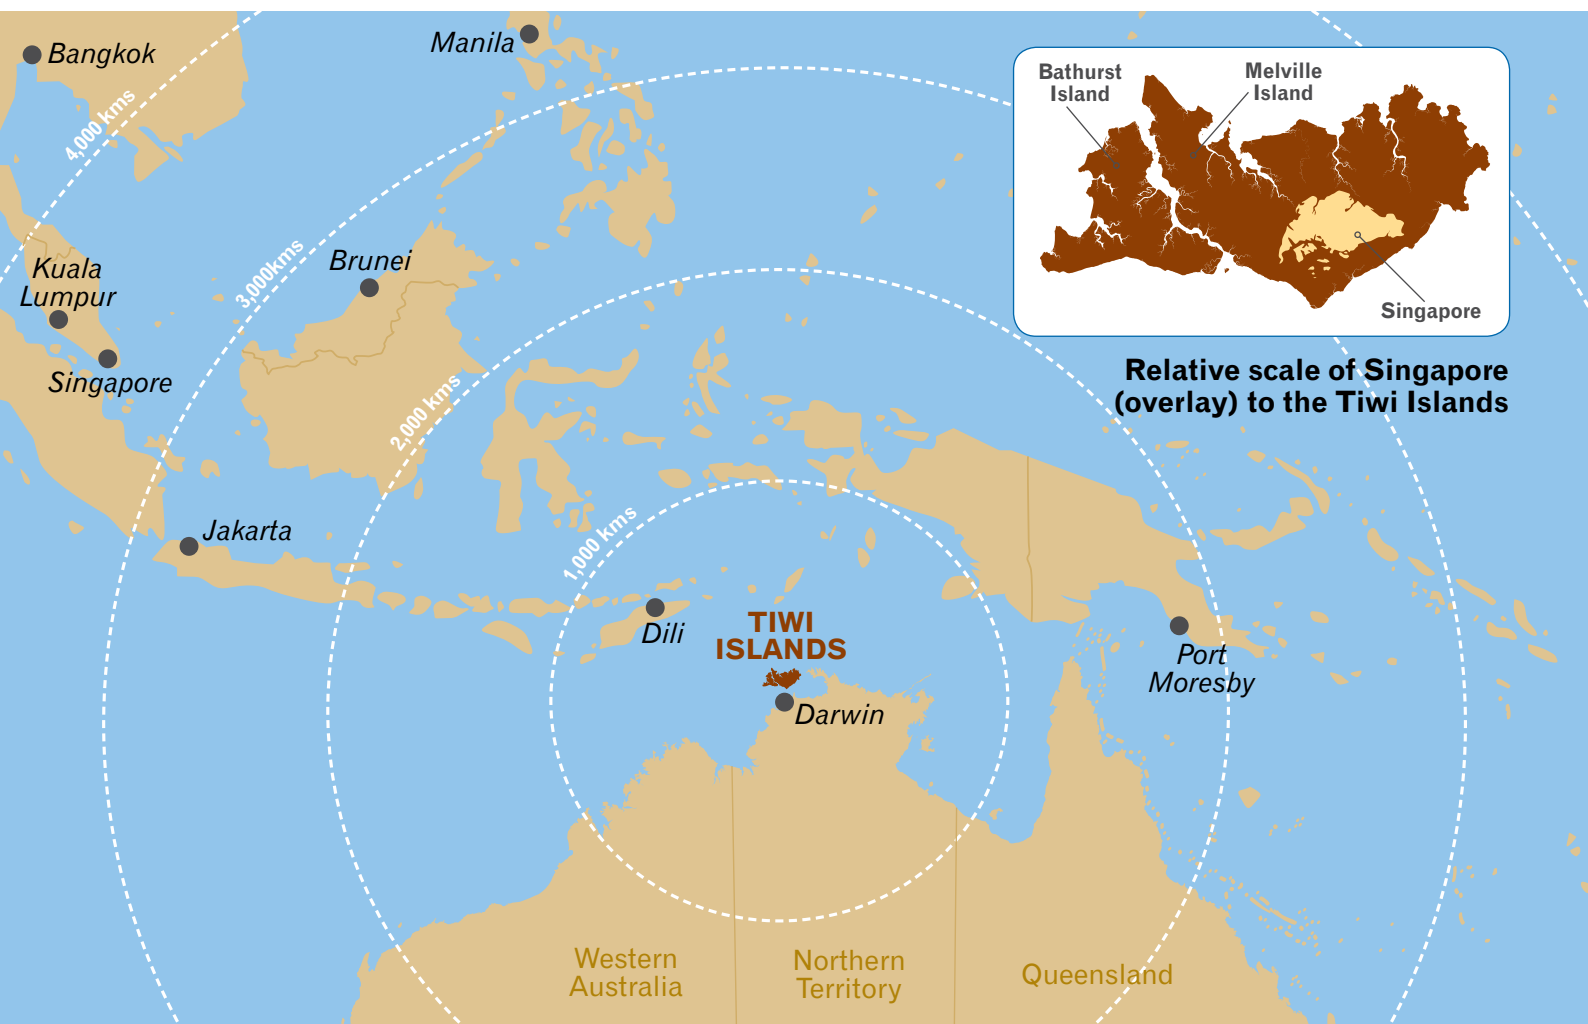 Bangkok
Manila
4,000 kms
Bathurst
Island
Melville
Island
Singapore
Relative scale of Singapore
(overlay) to the Tiwi Islands
Kuala
Lumpur
Singapore
3,000kms
Brunei
2,000 kms
Jakarta
1,000 kms
Dili
TIWI
ISLANDS
Darwin
Port
Moresby
Western
Australia
Northern
Territory
Queensland